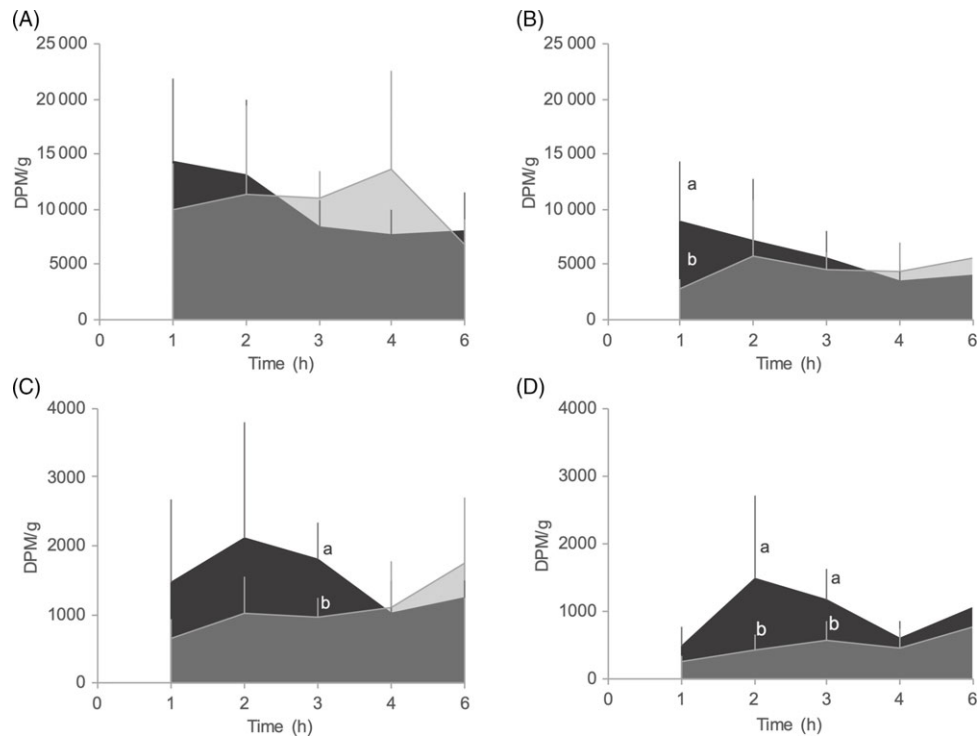 (A)
25 000
20 000
15 000
10 000
5000
0
DPM/g
a
b
0 1 2 3 4 6
Time (h)
(B)
25 000
20 000
15 000
10 000
5000
0
DPM/g
0 1 2 3 4 6
Time (h)
(C)
4000
3000
2000
1000
0
DPM/g
a
b
0 1 2 3 4 6
Time (h)
(D)
4000
3000
2000
1000
0
DPM/g
a
a
b
b
0 1 2 3 4 6
Time (h)